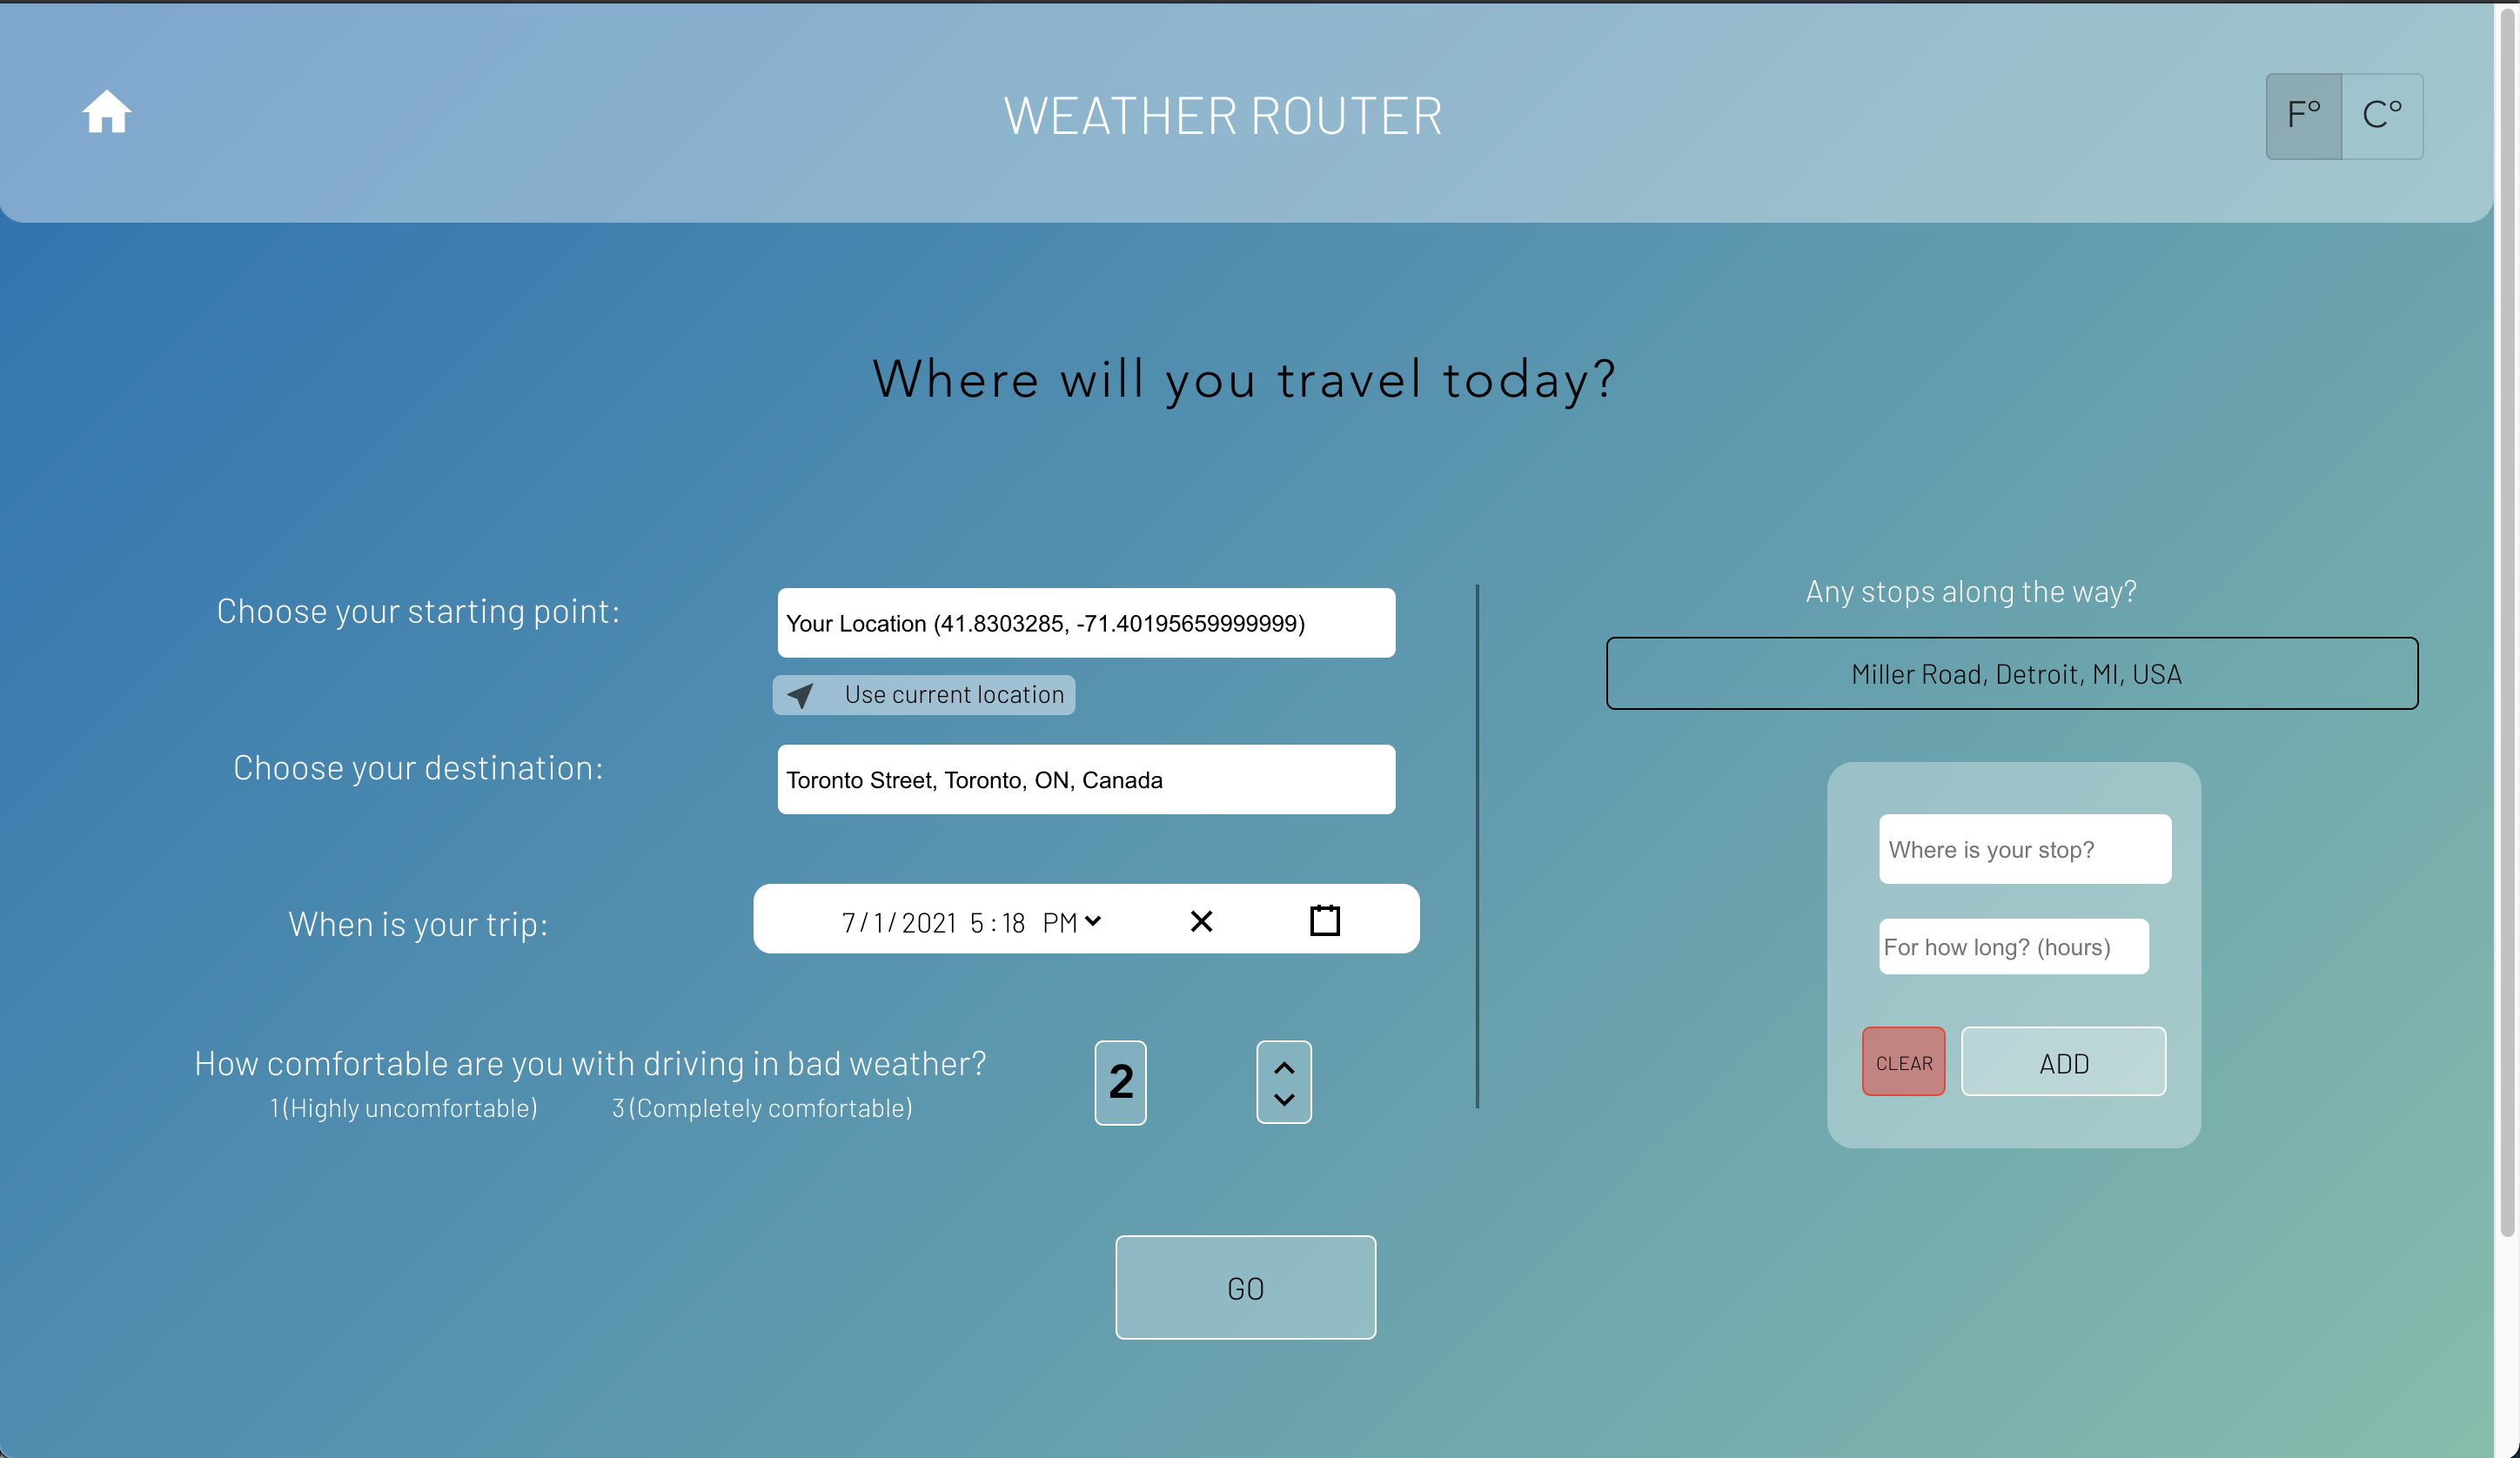 WEATHER ROUTER
F° C°
Where will you travel today?
Choose your starting point:
Your Location (41.8303285, -71.40195659999999)
Use current location
Choose your destination:
Toronto Street, Toronto, ON, Canada
When is your trip:
7/1/2021 5:18 PM
How comfortable are you with driving in bad weather?
1 (Highly uncomfortable) 3 (Completely comfortable)
2
Any stops along the way?
Miller Road, Detroit, MI, USA
Where is your stop?
For how long? (hours)
CLEAR ADD
GO